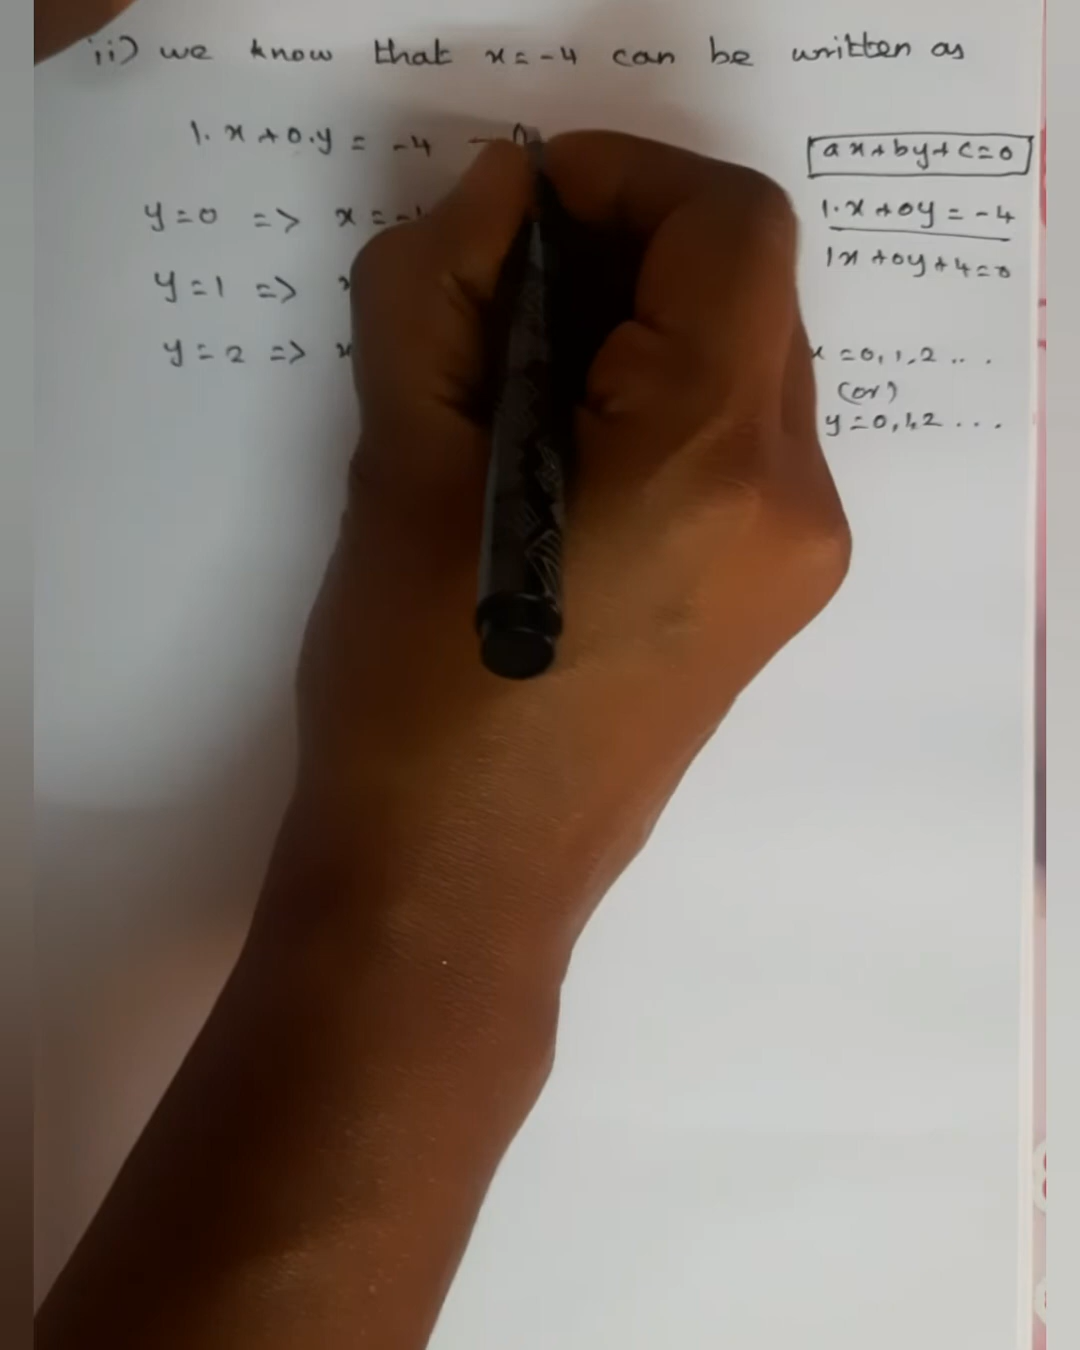 ii) we know that x = -4 can be written as
1. x + 0.y = -4
y = 0 => x = -4
y = 1 =>
y = 2 => x
ax + by + c = 0
1. x + 0y = -4
1x + 0y + 4 = 0
x = 0, 1, 2 ...
(or)
y = 0, 1, 2 ...